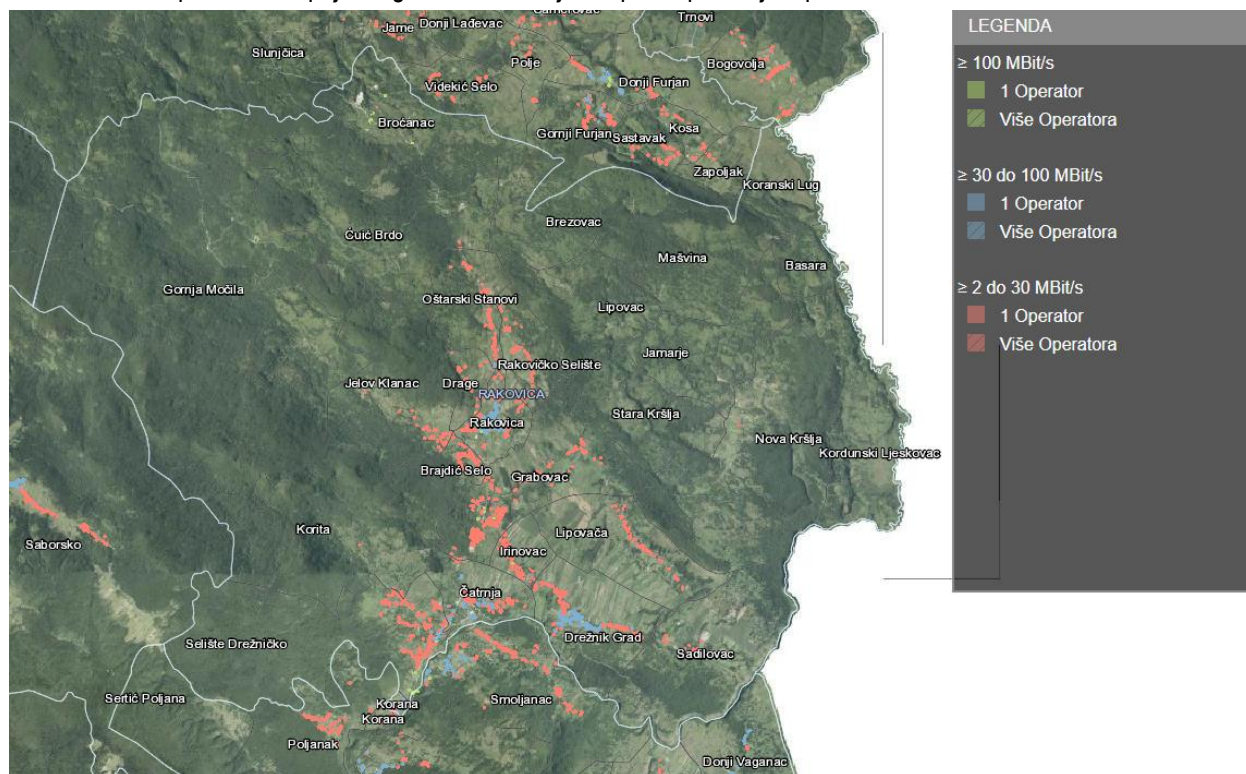 Jame
Donji Lađevac
Trnovi
Slunjčica
Polje
Bogovolja
Videkić Selo
Donji Furjan
Broćanac
Gornji Furjan
Sastavak
Kosa
Zapoljak
Koranski Lug
Brezovac
Čuić Brdo
Mašvina
Basara
Gornja Močila
Oštarski Stanovi
Lipovac
Jamarje
Rakovičko Selište
Jelov Klanac
Drage
RAKOVICA
Rakovica
Stara Kršlja
Nova Kršlja
Kordunski Ljeskovac
Brajdić Selo
Grabovac
Korita
Lipovača
Saborsko
Irinovac
Čatrnja
Drežnik Grad
Selište Drežničko
Sadilovac
Sertić Poljana
Korana
Smoljanac
Korana
Poljanak
Donji Vaganac
LEGENDA
≥ 100 MBit/s
1 Operator
Više Operatora
≥ 30 do 100 MBit/s
1 Operator
Više Operatora
≥ 2 do 30 MBit/s
1 Operator
Više Operatora